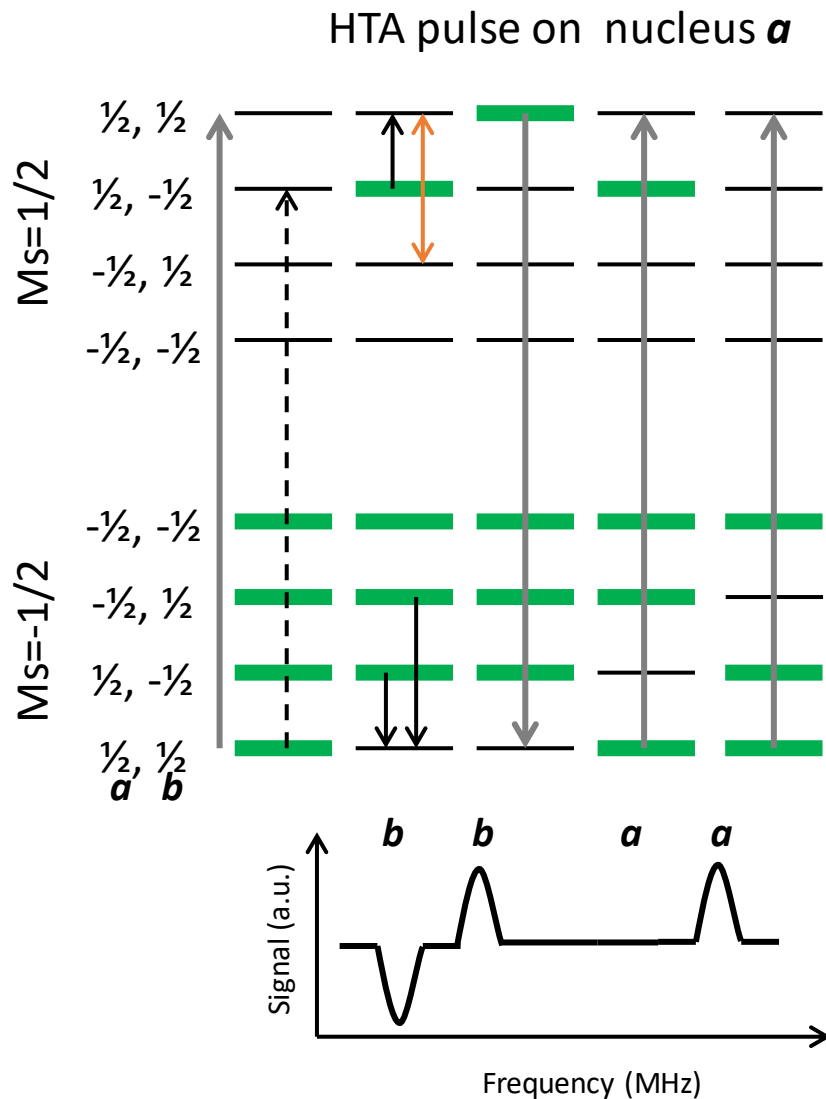 HTA pulse on nucleus a
Ms=1/2
½, ½
½, -½
-½, ½
-½, -½
Ms=-1/2
-½, -½
-½, ½
½, -½
½, ½
a b
b b a a
Signal (a.u.)
Frequency (MHz)